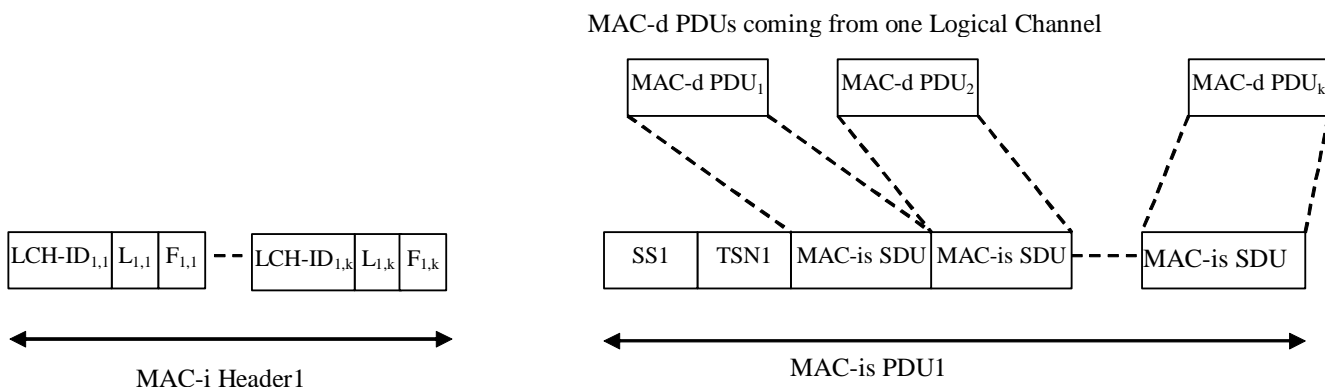 MAC-d PDUs coming from one Logical Channel
MAC-d PDU₁ MAC-d PDU₂ MAC-d PDUₖ
LCH-ID₁,₁ L₁,₁ F₁,₁ LCH-ID₁,ₖ L₁,ₖ F₁,ₖ SS1 TSN1 MAC-is SDU MAC-is SDU MAC-is SDU
MAC-i Header1 MAC-is PDU1